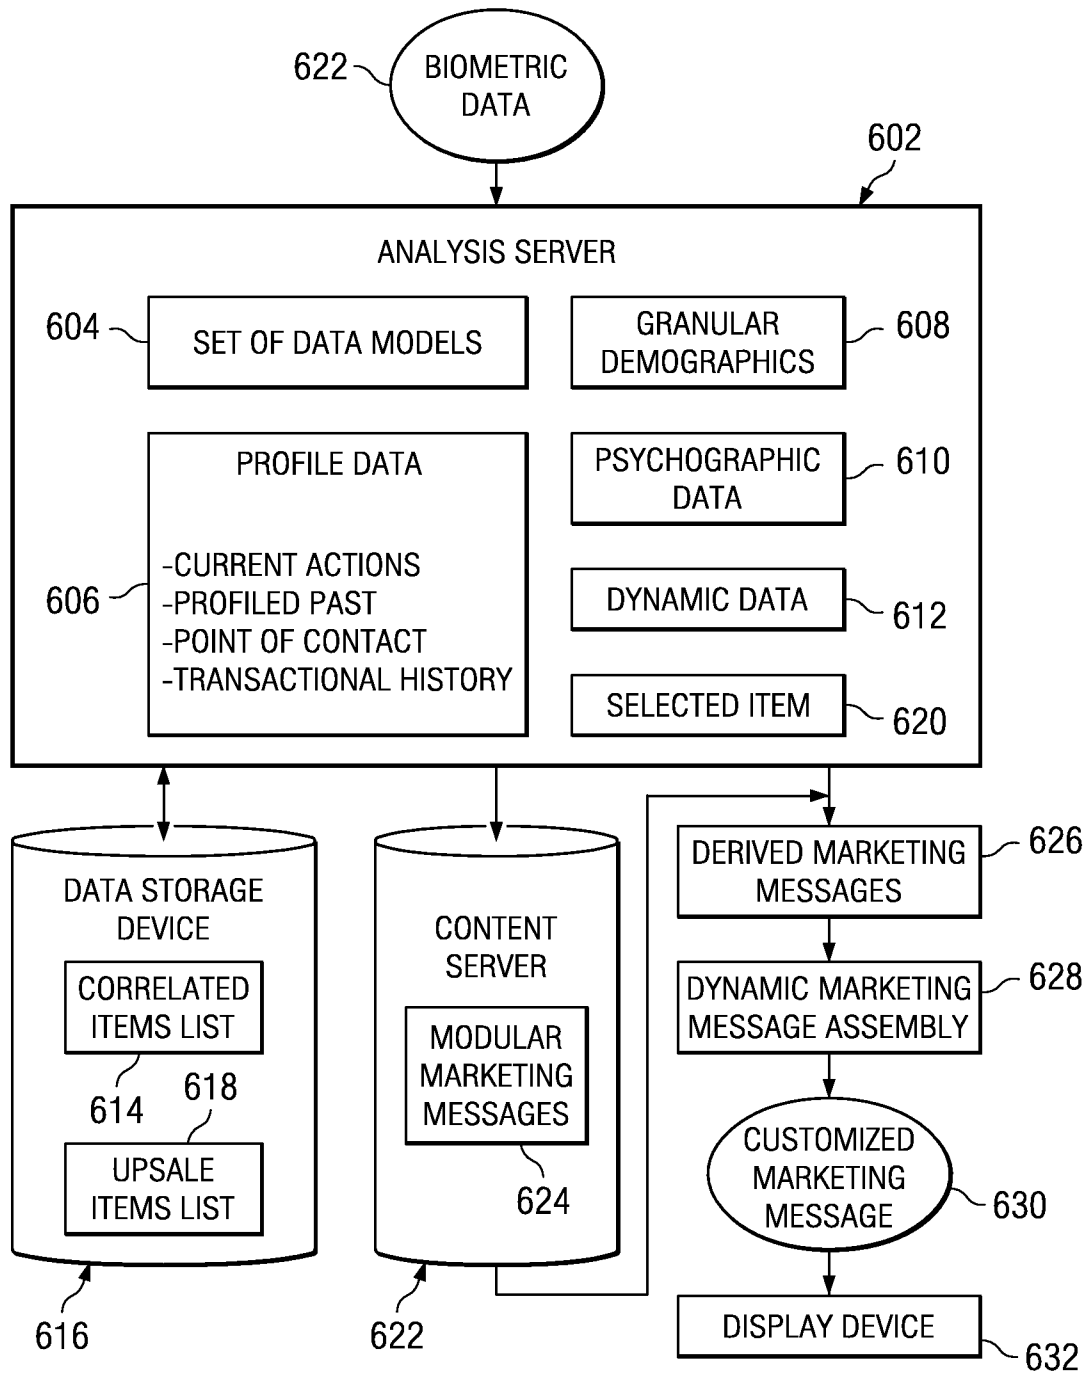 622
BIOMETRIC
DATA
602
ANALYSIS SERVER
604
SET OF DATA MODELS
GRANULAR
DEMOGRAPHICS
608
PROFILE DATA
-CURRENT ACTIONS
-PROFILED PAST
-POINT OF CONTACT
-TRANSACTIONAL HISTORY
606
PSYCHOGRAPHIC
DATA
610
DYNAMIC DATA
612
SELECTED ITEM
620
DATA STORAGE
DEVICE
CORRELATED
ITEMS LIST
614
618
UPSALE
ITEMS LIST
616
CONTENT
SERVER
MODULAR
MARKETING
MESSAGES
624
622
DERIVED MARKETING
MESSAGES
626
DYNAMIC MARKETING
MESSAGE ASSEMBLY
628
CUSTOMIZED
MARKETING
MESSAGE
630
DISPLAY DEVICE
632